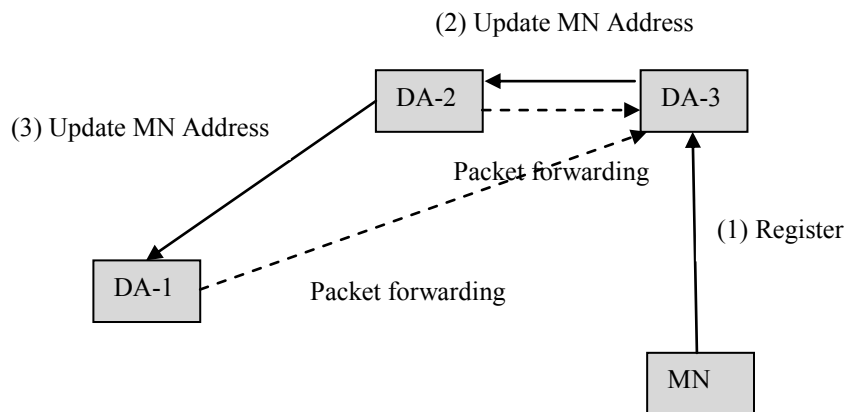 (2) Update MN Address
DA-2
DA-3
(3) Update MN Address
Packet forwarding
(1) Register
DA-1
Packet forwarding
MN